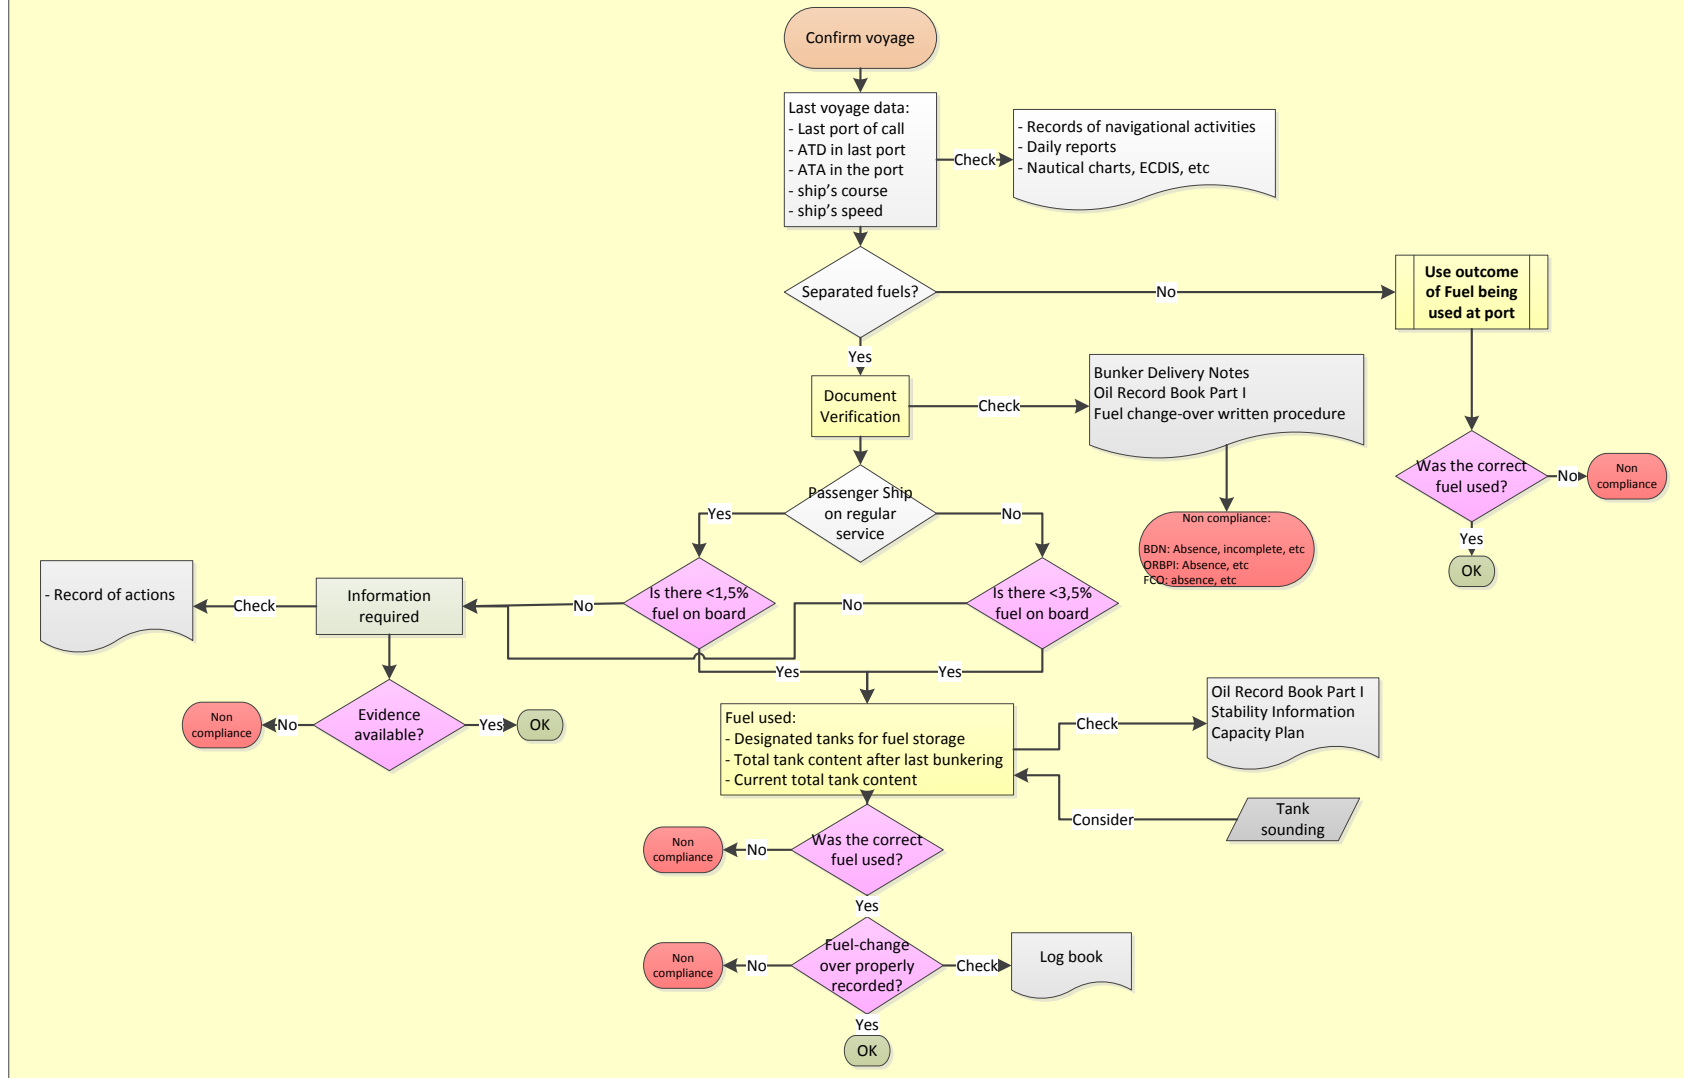 Confirm voyage
Last voyage data:
- Last port of call
- ATD in last port
- ATA in the port
- ship's course
- ship's speed
Check
- Records of navigational activities
- Daily reports
- Nautical charts, ECDIS, etc
Separated fuels?
No
Use outcome
of Fuel being
used at port
Yes
Document
Verification
Check
Bunker Delivery Notes
Oil Record Book Part I
Fuel change-over written procedure
Was the correct
fuel used?
No
Non
compliance
Yes
OK
Non compliance:
BDN: Absence, incomplete, etc
ORBPI: Absence, etc
FCO: absence, etc
Passenger Ship
on regular
service
Yes
No
Is there <1,5%
fuel on board
Is there <3,5%
fuel on board
No
No
Information
required
Check
- Record of actions
Evidence
available?
No
Non
compliance
Yes
OK
Yes
Yes
Fuel used:
- Designated tanks for fuel storage
- Total tank content after last bunkering
- Current total tank content
Check
Oil Record Book Part I
Stability Information
Capacity Plan
Consider
Tank
sounding
Was the correct
fuel used?
No
Non
compliance
Yes
Fuel-change
over properly
recorded?
No
Non
compliance
Check
Log book
Yes
OK